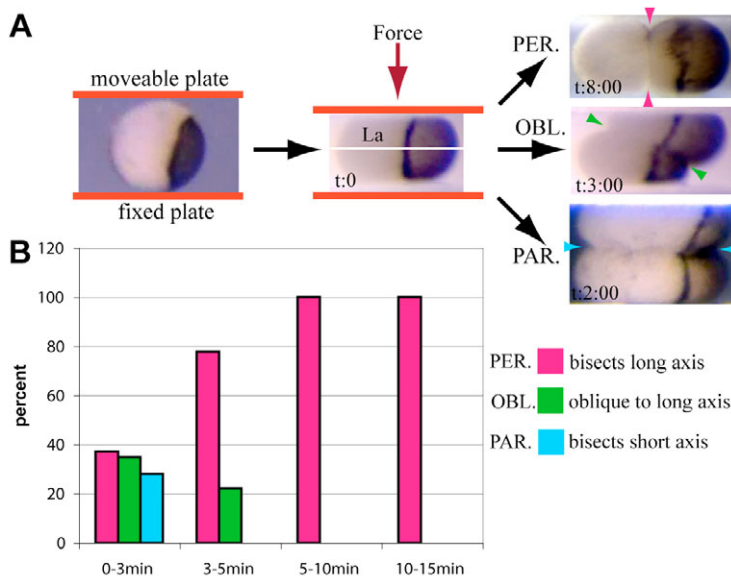 A
moveable plate
fixed plate
Force
La
t:0
PER.
t:8:00
OBL.
t:3:00
PAR.
t:2:00
B
percent
120
100
80
60
40
20
0
0-3min
3-5min
5-10min
10-15min
PER. bisects long axis
OBL. oblique to long axis
PAR. bisects short axis